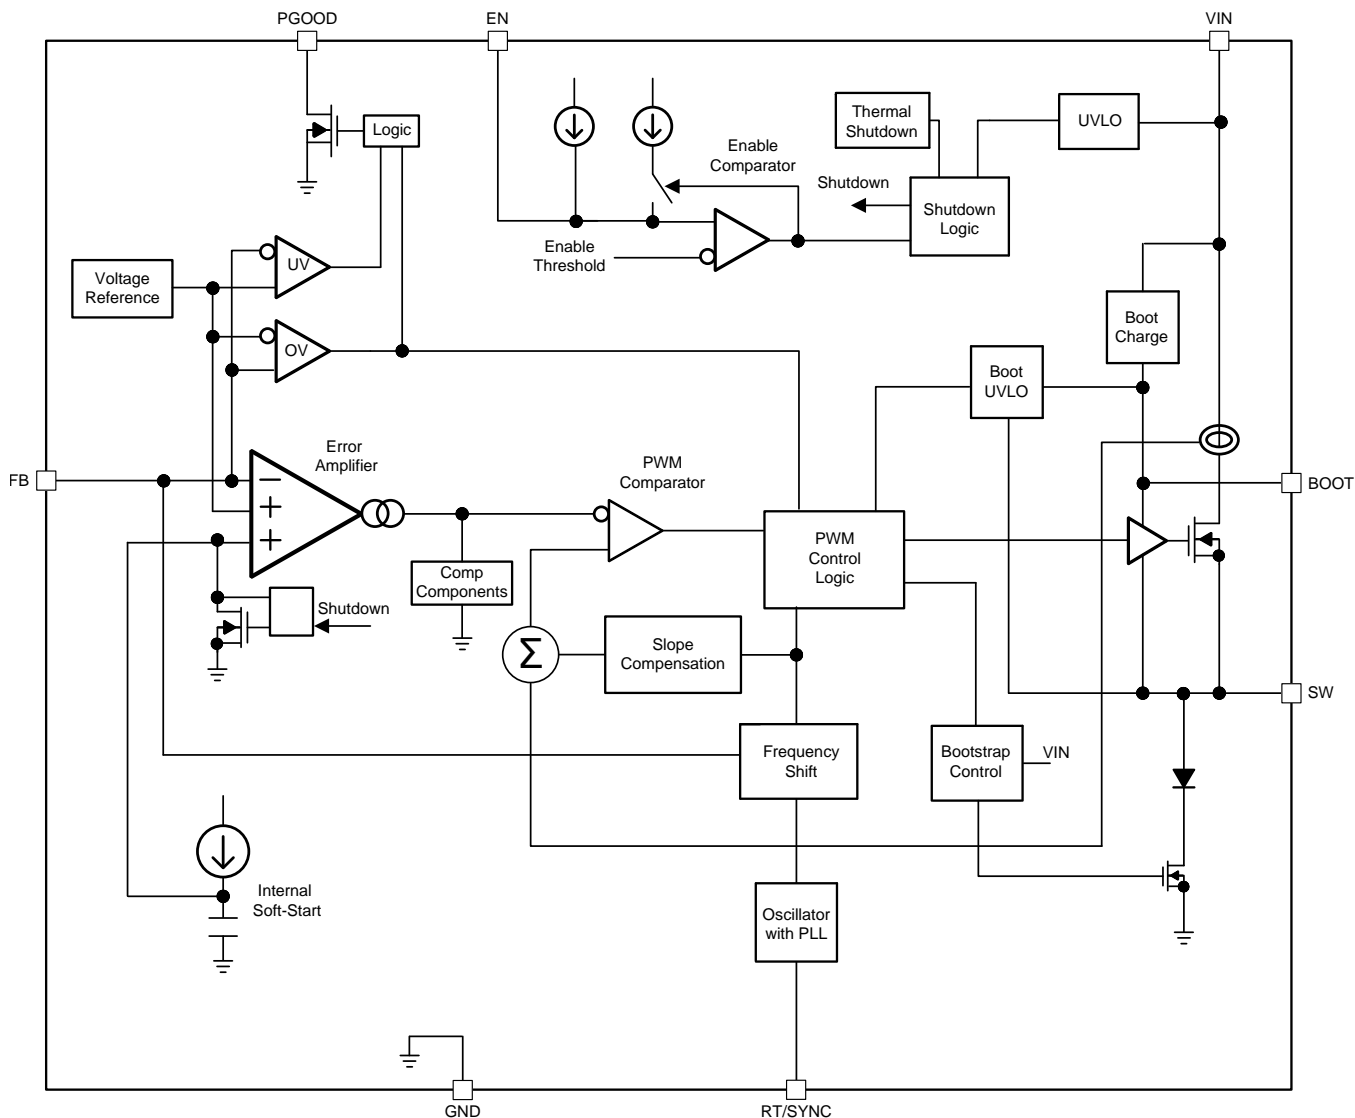 PGOOD
EN
VIN
Thermal
Shutdown
UVLO
Logic
Enable
Comparator
Shutdown
Shutdown
Logic
Enable
Threshold
UV
Voltage
Reference
Boot
Charge
OV
Boot
UVLO
Error
Amplifier
PWM
Comparator
FB
−
+
+
BOOT
PWM
Control
Logic
Comp
Components
Shutdown
Σ
Slope
Compensation
SW
Frequency
Shift
Bootstrap
Control
VIN
Internal
Soft-Start
Oscillator
with PLL
GND
RT/SYNC